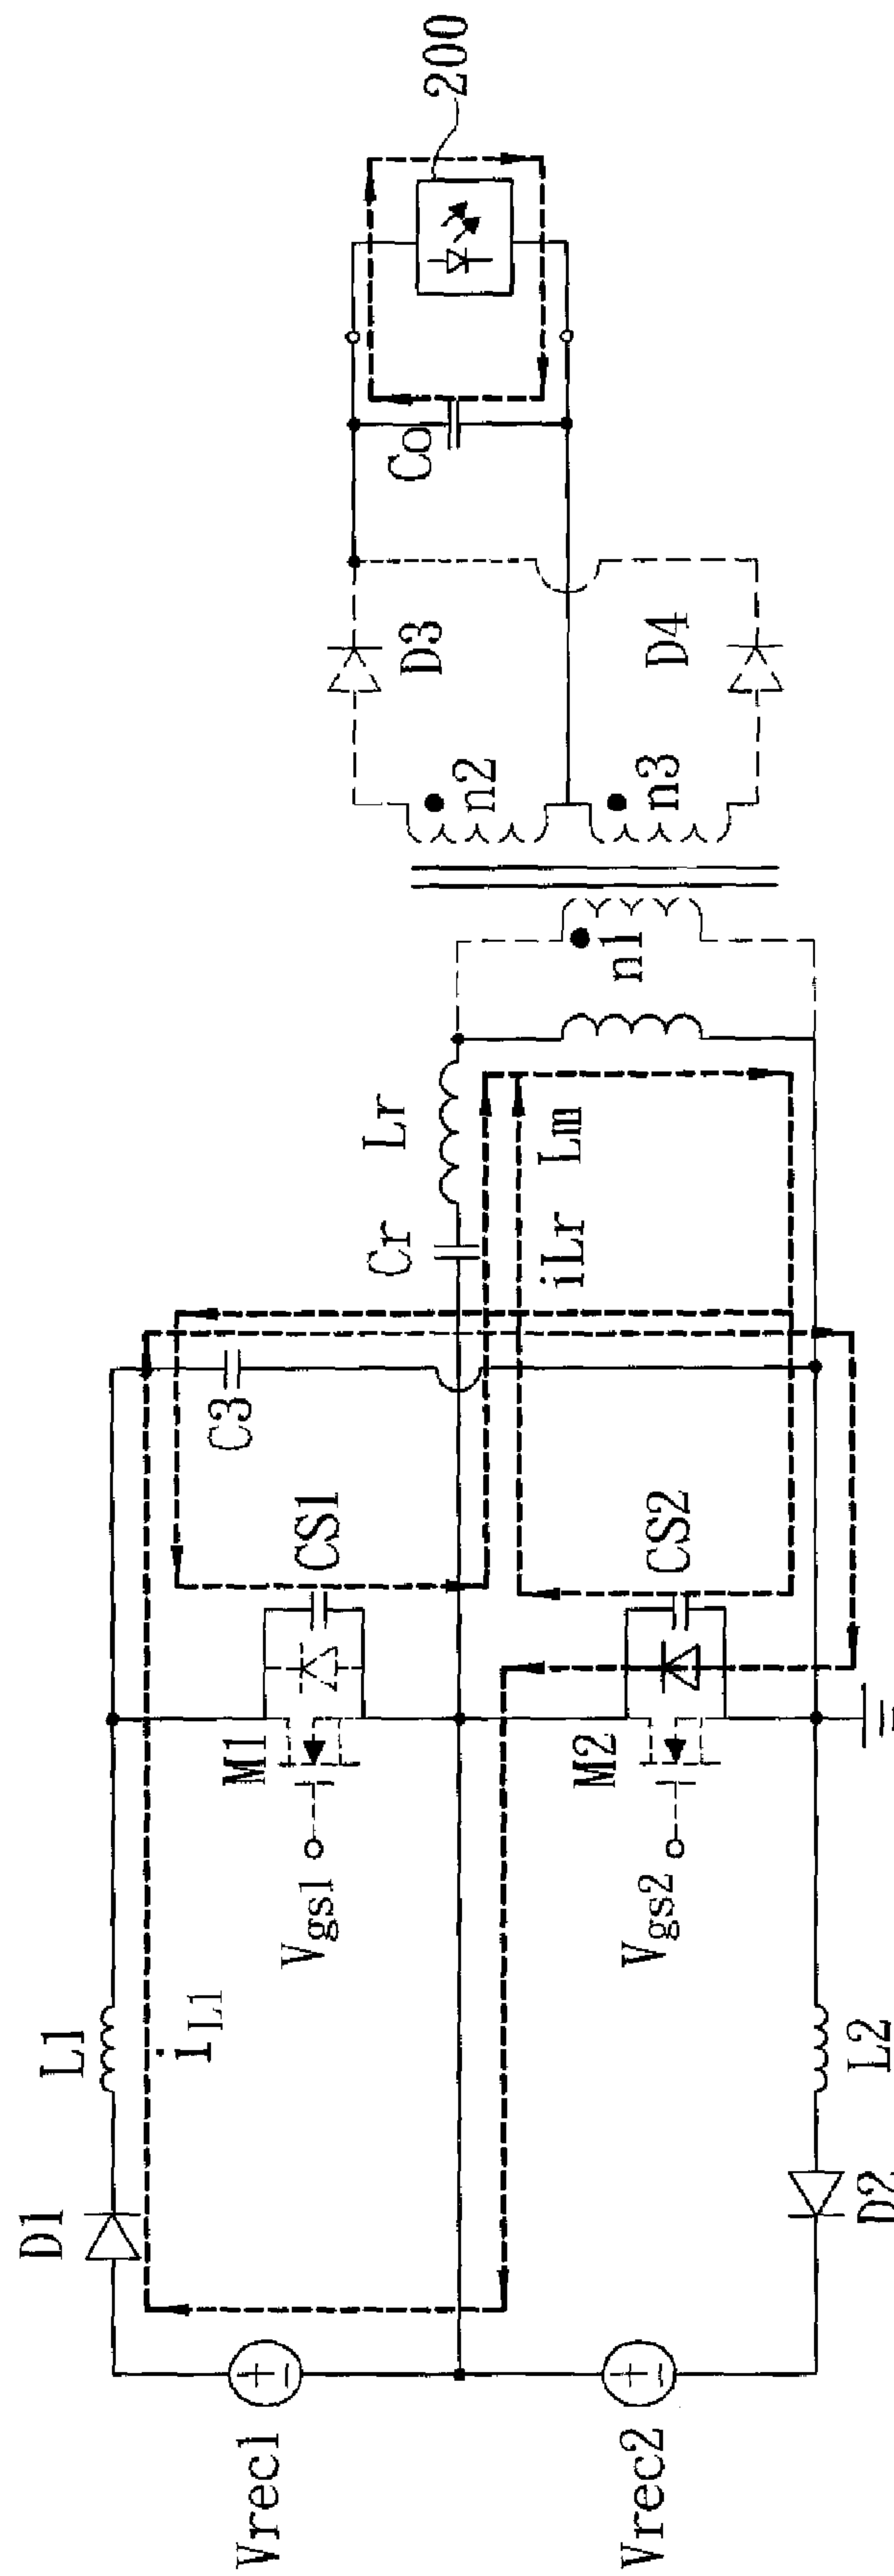 Vrec1
Vrec2
D1
D2
L1
L2
iL1
Vgs1
Vgs2
M1
M2
CS1
CS2
C3
Cr
Lr
iLr
Lm
n1
n2
n3
D3
D4
Co
200